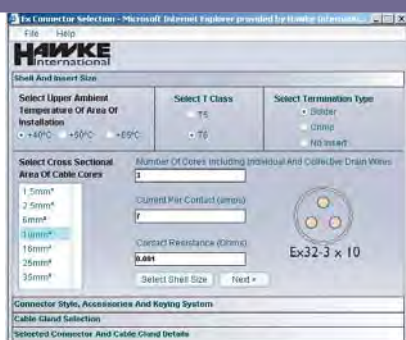 Ex Connector Selection - Microsoft Internet Explorer provided by Hawke Internatio...
File Help
HAWKE
International
Shell And Insert Size
Select Upper Ambient Temperature Of Area Of Installation
+40°C +50°C +65°C
Select T Class
T5
T6
Select Termination Type
Solder
Crimp
No Insert
Select Cross Sectional Area Of Cable Cores
1.5mm²
2.5mm²
6mm²
10mm²
16mm²
25mm²
35mm²
Number Of Cores Including Individual And Collective Drain Wires
3
Current Per Contact (amps)
Contact Resistance (Ohms)
0.001
Select Shell Size Next »
Ex32-3 x 10
Connector Style, Accessories And Keying System
Cable Gland Selection
Selected Connector And Cable Gland Details